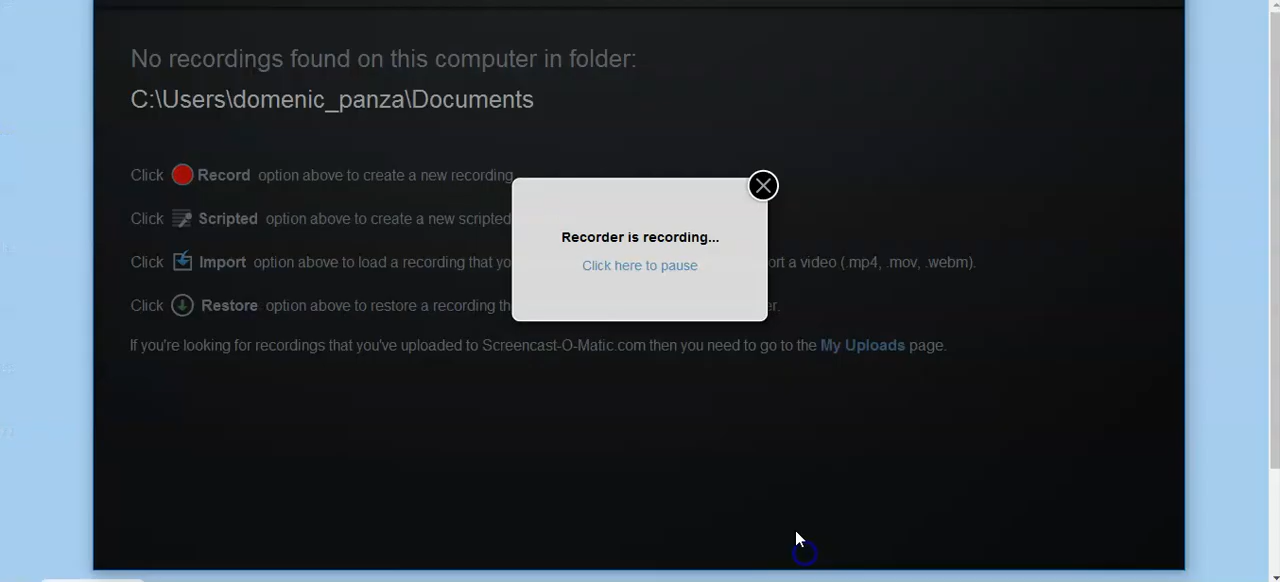 No recordings found on this computer in folder:
C:\Users\domenic_panza\Documents
Click Record option above to create a new recording
Click Scripted option above to create a new scripted
Click Import option above to load a recording that yo rt a video (.mp4, .mov, .webm).
Click Restore option above to restore a recording th er.
If you're looking for recordings that you've uploaded to Screencast-O-Matic.com then you need to go to the My Uploads page.
Recorder is recording...
Click here to pause